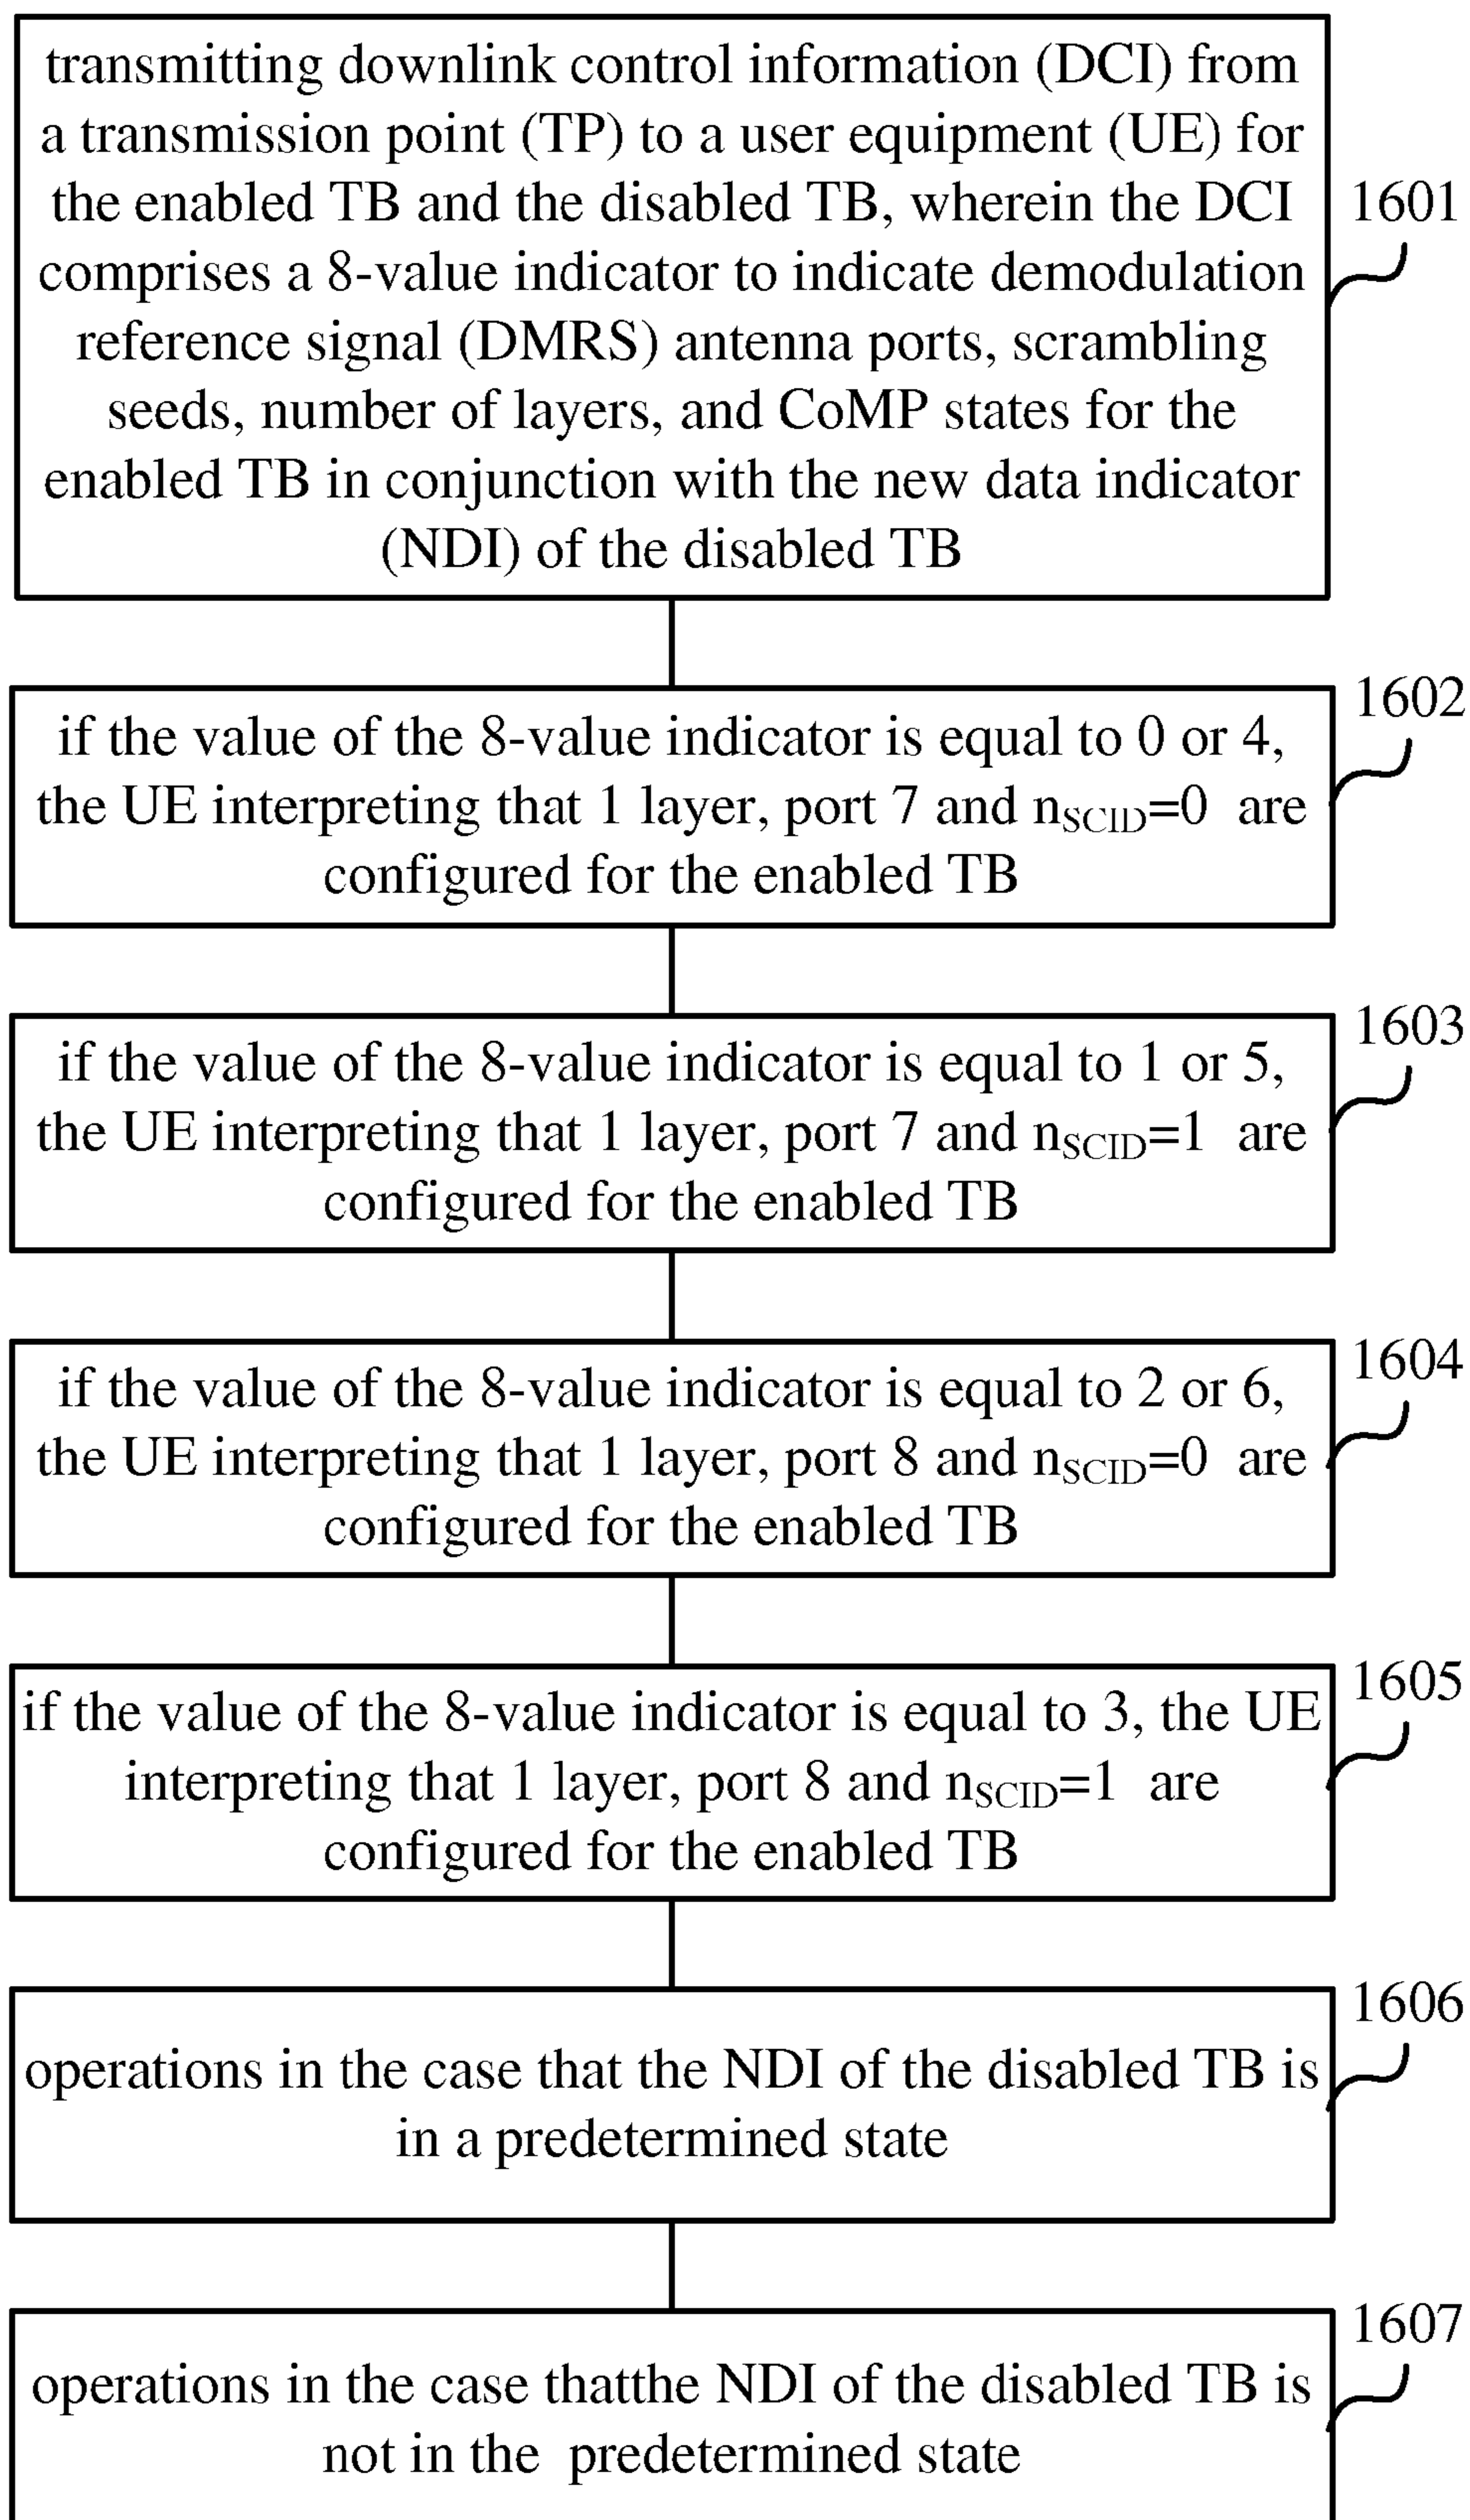 transmitting downlink control information (DCI) from
a transmission point (TP) to a user equipment (UE) for
the enabled TB and the disabled TB, wherein the DCI
comprises a 8-value indicator to indicate demodulation
reference signal (DMRS) antenna ports, scrambling
seeds, number of layers, and CoMP states for the
enabled TB in conjunction with the new data indicator
(NDI) of the disabled TB
1601
if the value of the 8-value indicator is equal to 0 or 4,
the UE interpreting that 1 layer, port 7 and nSCID=0 are
configured for the enabled TB
1602
if the value of the 8-value indicator is equal to 1 or 5,
the UE interpreting that 1 layer, port 7 and nSCID=1 are
configured for the enabled TB
1603
if the value of the 8-value indicator is equal to 2 or 6,
the UE interpreting that 1 layer, port 8 and nSCID=0 are
configured for the enabled TB
1604
if the value of the 8-value indicator is equal to 3, the UE
interpreting that 1 layer, port 8 and nSCID=1 are
configured for the enabled TB
1605
operations in the case that the NDI of the disabled TB is
in a predetermined state
1606
operations in the case thatthe NDI of the disabled TB is
not in the predetermined state
1607